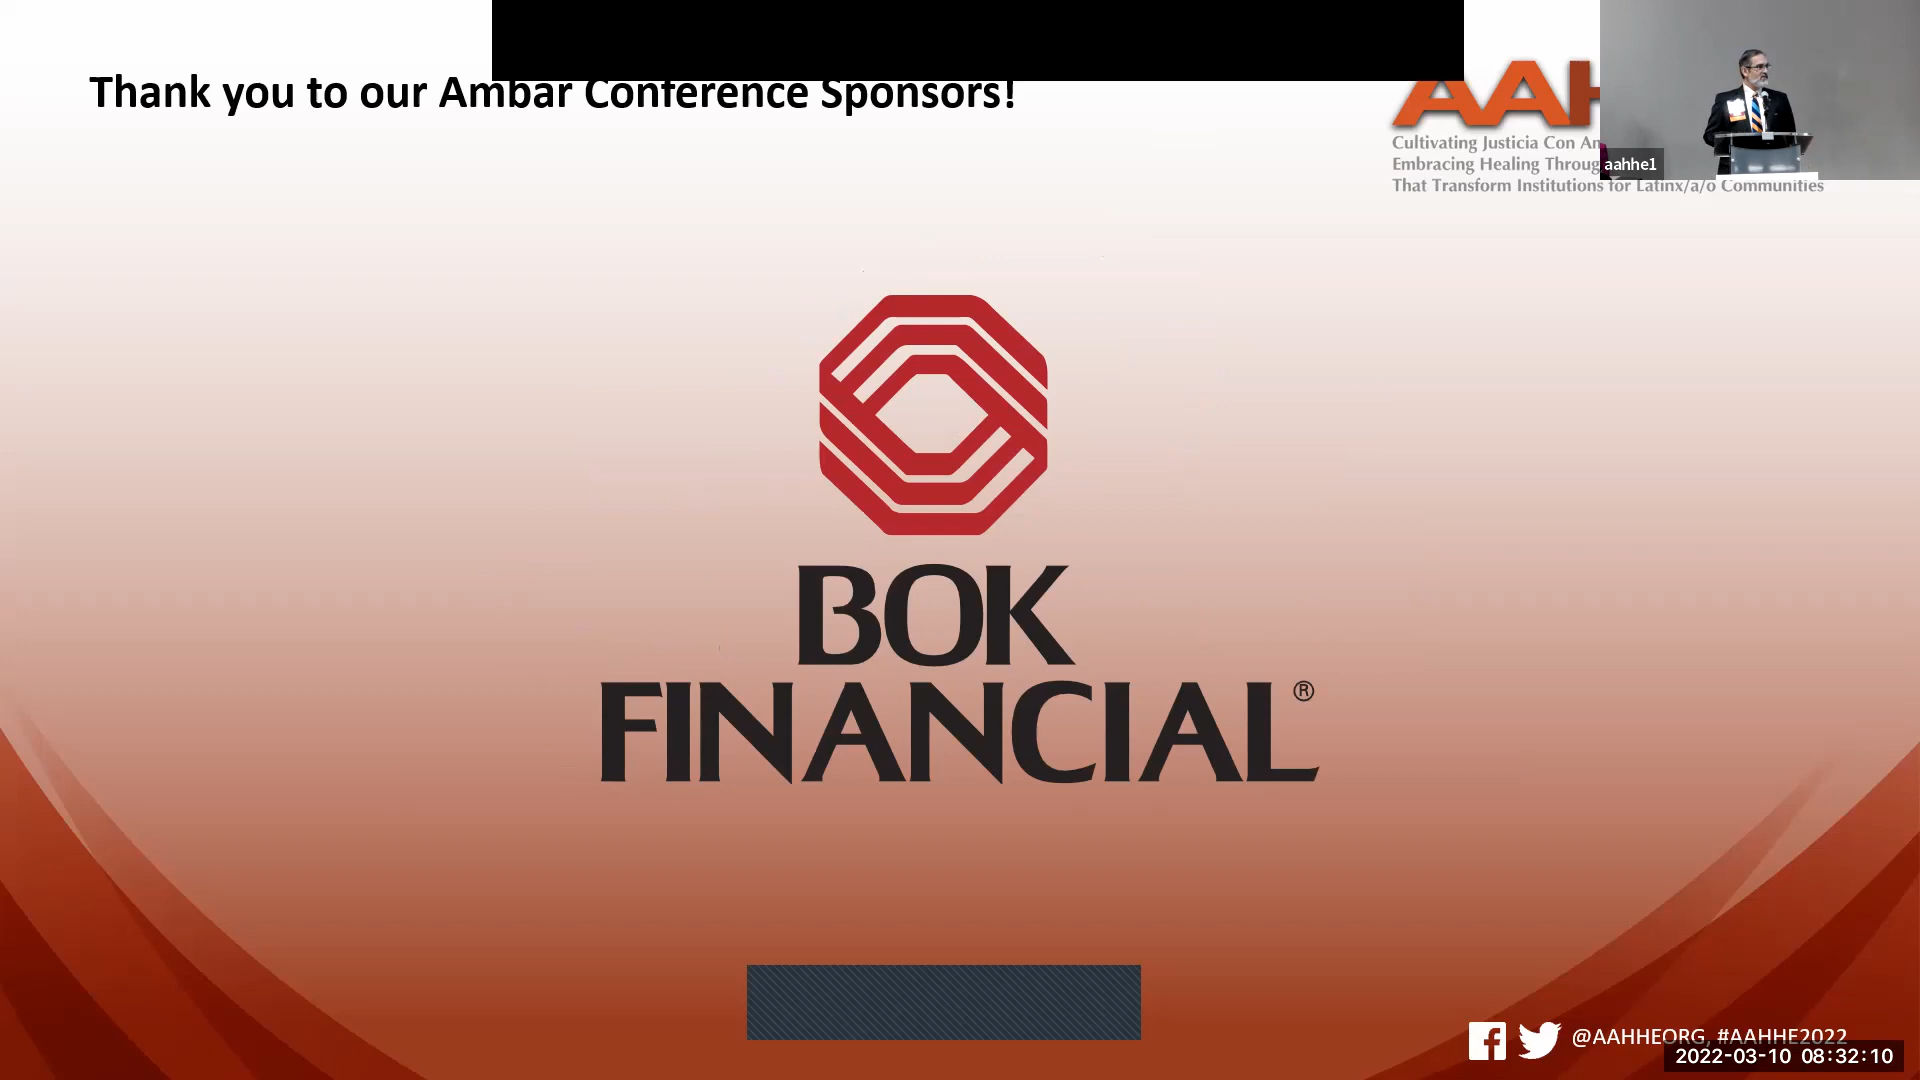 Thank you to our Ambar Conference Sponsors!
AAH
Cultivating Justicia Con
Embracing Healing
That Transform Institutions for Latinx/a/o Communities
aahhe1
BOK
FINANCIAL®
@AAHHEORG, #AAHHE2022
2022-03-10 08:32:10